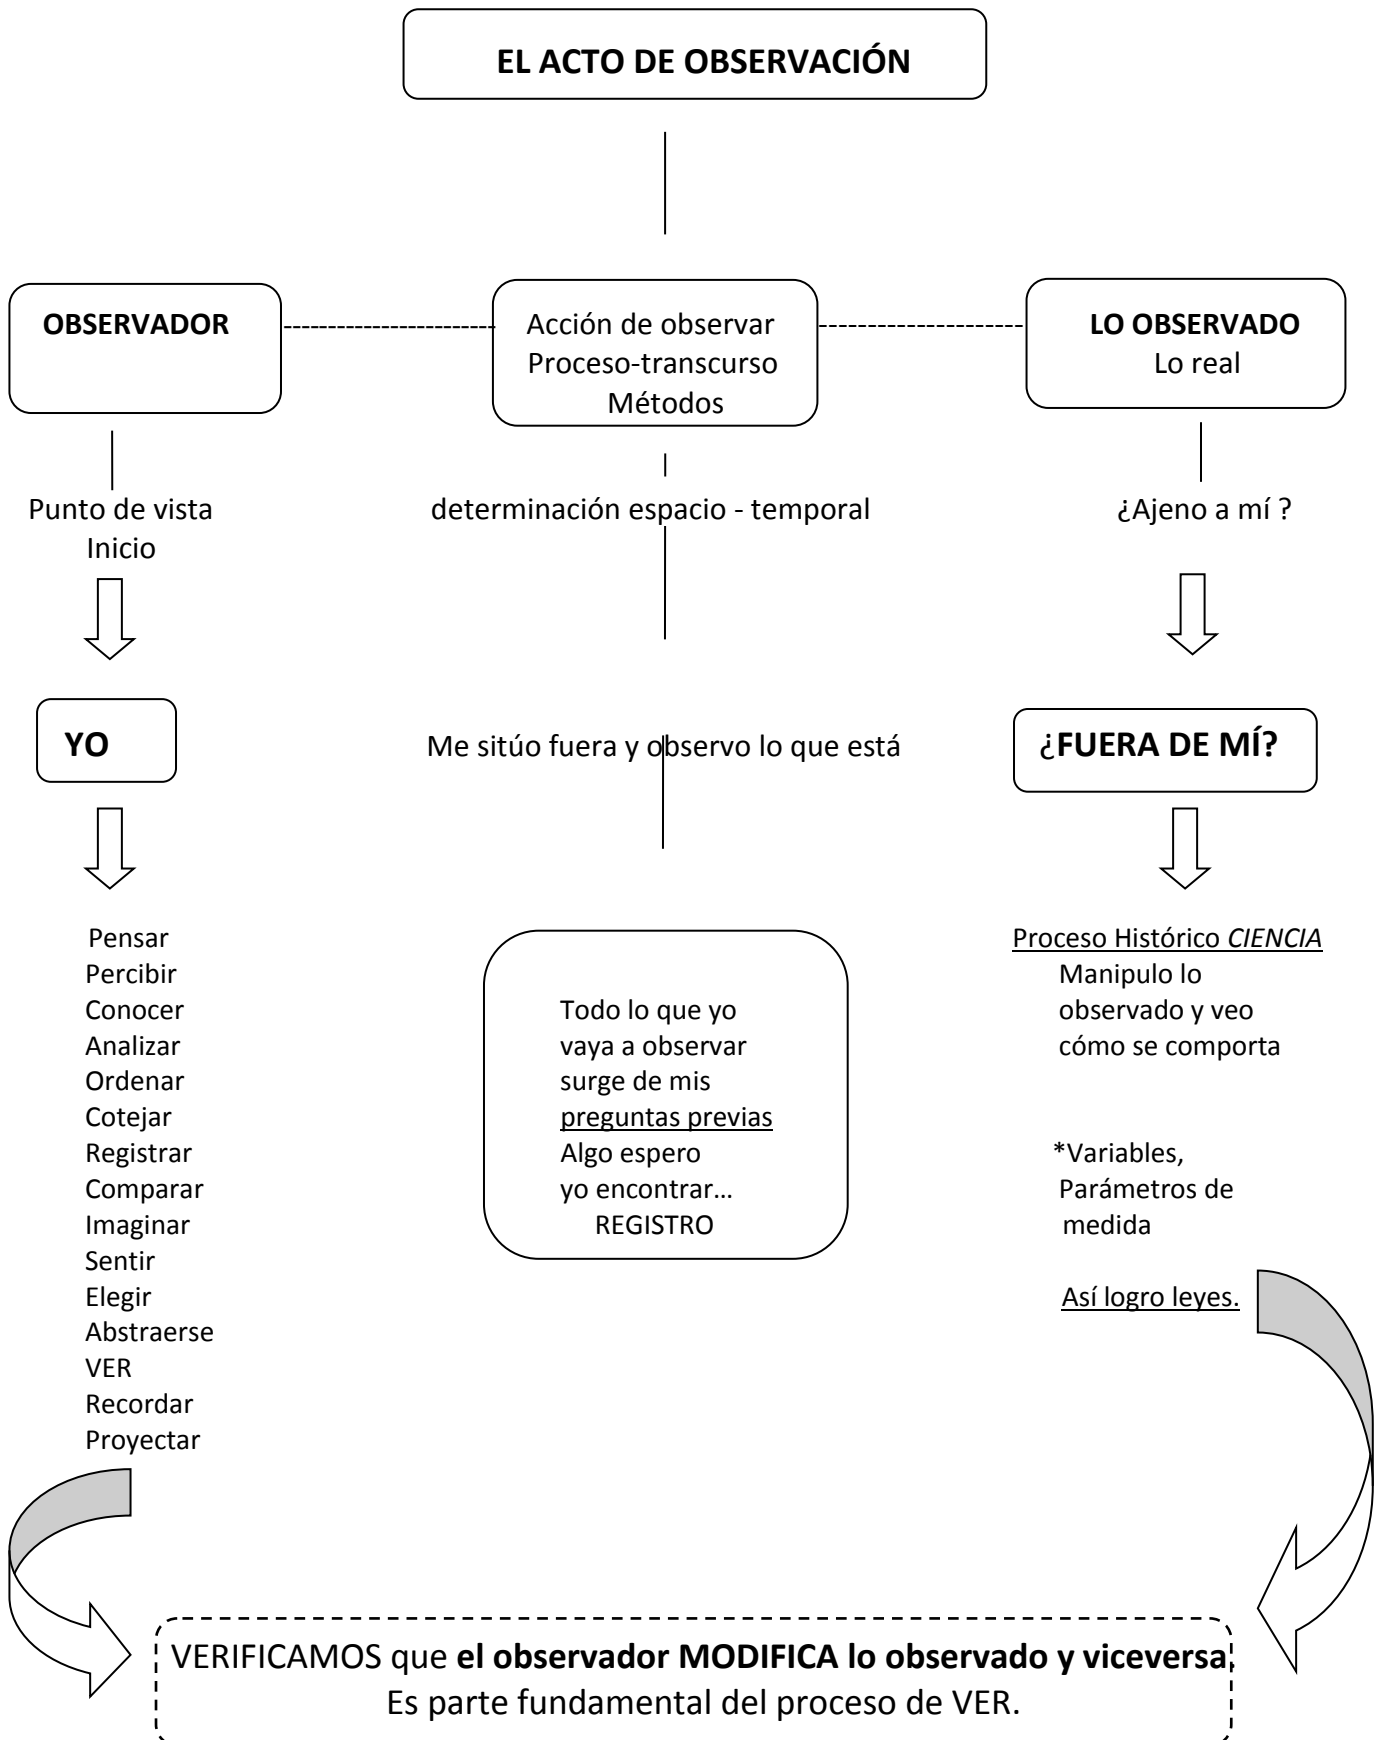 EL ACTO DE OBSERVACIÓN
OBSERVADOR
Acción de observar
Proceso-transcurso
Métodos
LO OBSERVADO
Lo real
Punto de vista
Inicio
determinación espacio - temporal
¿Ajeno a mí ?
YO
Me sitúo fuera y observo lo que está
¿FUERA DE MÍ?
Pensar
Percibir
Conocer
Analizar
Ordenar
Cotejar
Registrar
Comparar
Imaginar
Sentir
Elegir
Abstraerse
VER
Recordar
Proyectar
Todo lo que yo
vaya a observar
surge de mis
preguntas previas
Algo espero
yo encontrar...
REGISTRO
Proceso Histórico CIENCIA
Manipulo lo
observado y veo
cómo se comporta
*Variables,
Parámetros de
medida
Así logro leyes.
VERIFICAMOS que el observador MODIFICA lo observado y viceversa.
Es parte fundamental del proceso de VER.